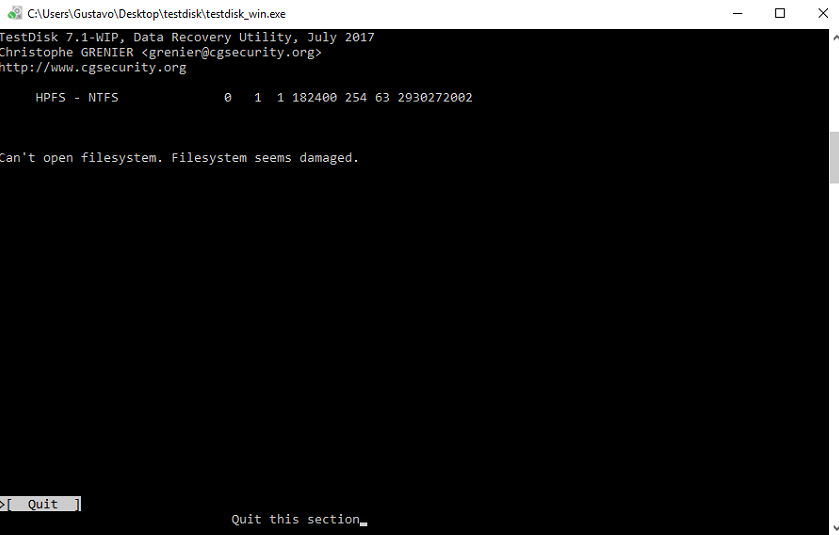 C:\Users\Gustavo\Desktop\testdisk\testdisk_win.exe
TestDisk 7.1-WIP, Data Recovery Utility, July 2017
Christophe GRENIER <grenier@cgsecurity.org>
http://www.cgsecurity.org
HPFS - NTFS 0 1 1 182400 254 63 2930272002
Can't open filesystem. Filesystem seems damaged.
>[ Quit ]
Quit this section